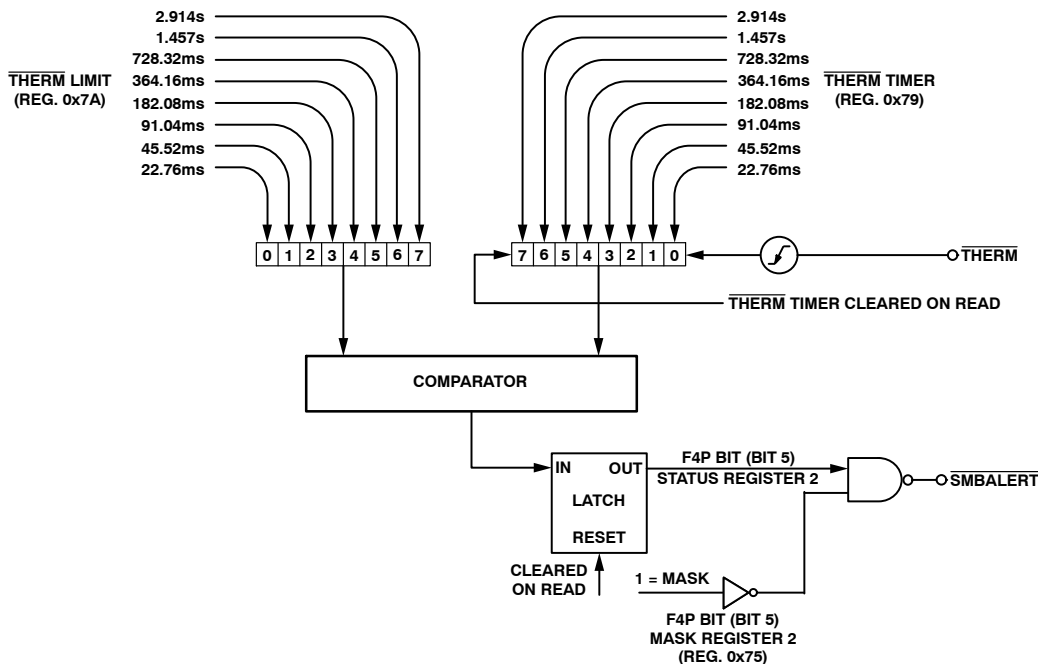 2.914s
1.457s
728.32ms
364.16ms
182.08ms
91.04ms
45.52ms
22.76ms
THERM LIMIT
(REG. 0x7A)
2.914s
1.457s
728.32ms
364.16ms
182.08ms
91.04ms
45.52ms
22.76ms
THERM TIMER
(REG. 0x79)
0 1 2 3 4 5 6 7
7 6 5 4 3 2 1 0
THERM
THERM TIMER CLEARED ON READ
COMPARATOR
IN OUT
LATCH
RESET
F4P BIT (BIT 5)
STATUS REGISTER 2
SMBALERT
CLEARED
ON READ
1 = MASK
F4P BIT (BIT 5)
MASK REGISTER 2
(REG. 0x75)